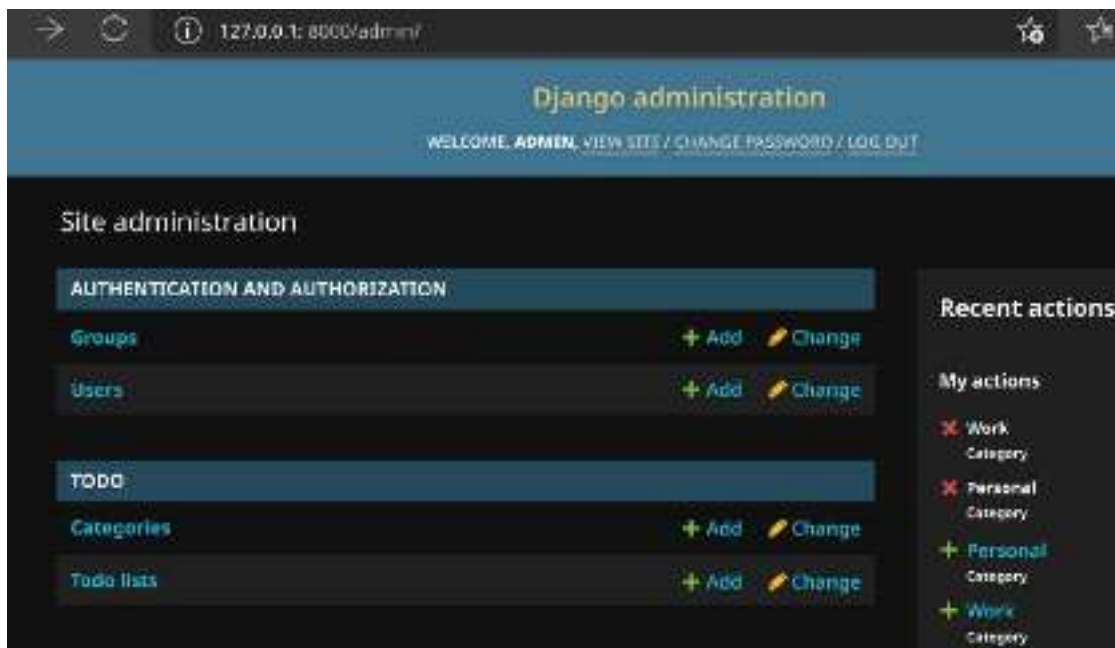 127.0.0.1:8000/admin/
Django administration
WELCOME, ADMIN. VIEW SITE / CHANGE PASSWORD / LOG OUT
Site administration
AUTHENTICATION AND AUTHORIZATION
Groups + Add Change
Users + Add Change
TODO
Categories + Add Change
Todo lists + Add Change
Recent actions
My actions
Work
Category
Personal
Category
+ Personal
Category
+ Work
Category